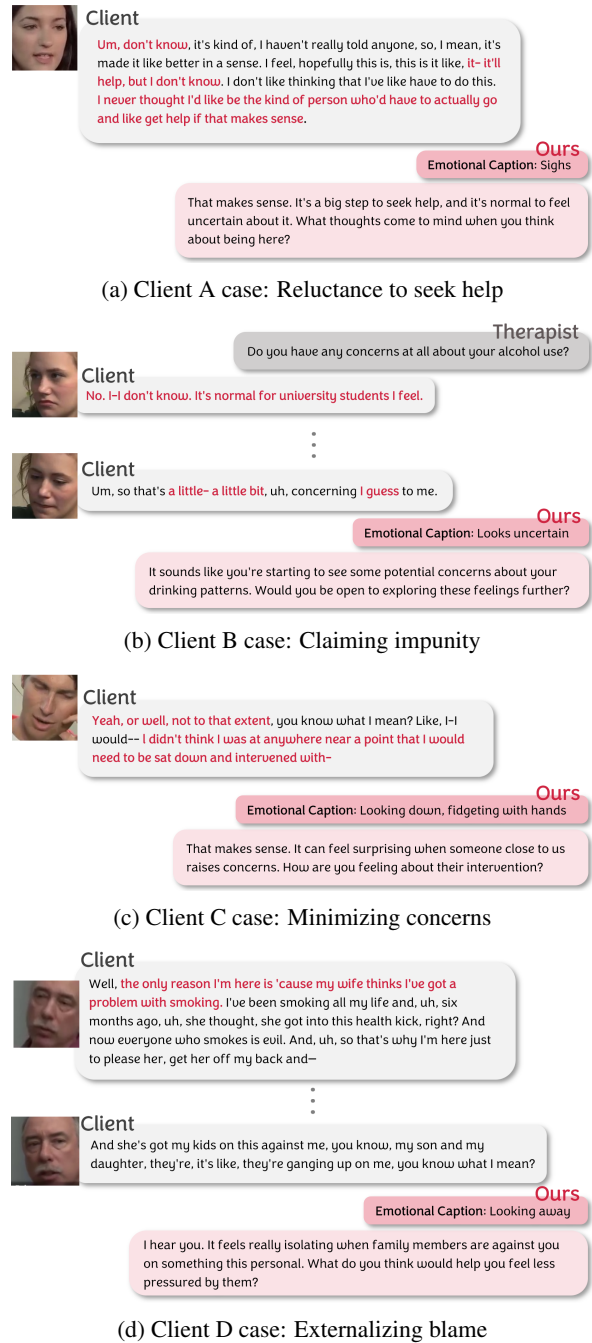 Client
Um, don't know, it's kind of, I haven't really told anyone, so, I mean, it's
made it like better in a sense. I feel, hopefully this is, this is it like, it- it'll
help, but I don't know. I don't like thinking that I've like have to do this.
I never thought I'd like be the kind of person who'd have to actually go
and like get help if that makes sense.
Ours
Emotional Caption: Sighs
That makes sense. It's a big step to seek help, and it's normal to feel
uncertain about it. What thoughts come to mind when you think
about being here?
(a) Client A case: Reluctance to seek help
Therapist
Do you have any concerns at all about your alcohol use?
Client
No. I-I don't know. It's normal for university students I feel.
Client
Um, so that's a little- a little bit, uh, concerning I guess to me.
Ours
Emotional Caption: Looks uncertain
It sounds like you're starting to see some potential concerns about your
drinking patterns. Would you be open to exploring these feelings further?
(b) Client B case: Claiming impunity
Client
Yeah, or well, not to that extent, you know what I mean? Like, I-I
would-- I didn't think I was at anywhere near a point that I would
need to be sat down and intervened with-
Ours
Emotional Caption: Looking down, fidgeting with hands
That makes sense. It can feel surprising when someone close to us
raises concerns. How are you feeling about their intervention?
(c) Client C case: Minimizing concerns
Client
Well, the only reason I'm here is 'cause my wife thinks I've got a
problem with smoking. I've been smoking all my life and, uh, six
months ago, uh, she thought, she got into this health kick, right? And
now everyone who smokes is evil. And, uh, so that's why I'm here just
to please her, get her off my back and—
Client
And she's got my kids on this against me, you know, my son and my
daughter, they're, it's like, they're ganging up on me, you know what I mean?
Ours
Emotional Caption: Looking away
I hear you. It feels really isolating when family members are against you
on something this personal. What do you think would help you feel less
pressured by them?
(d) Client D case: Externalizing blame